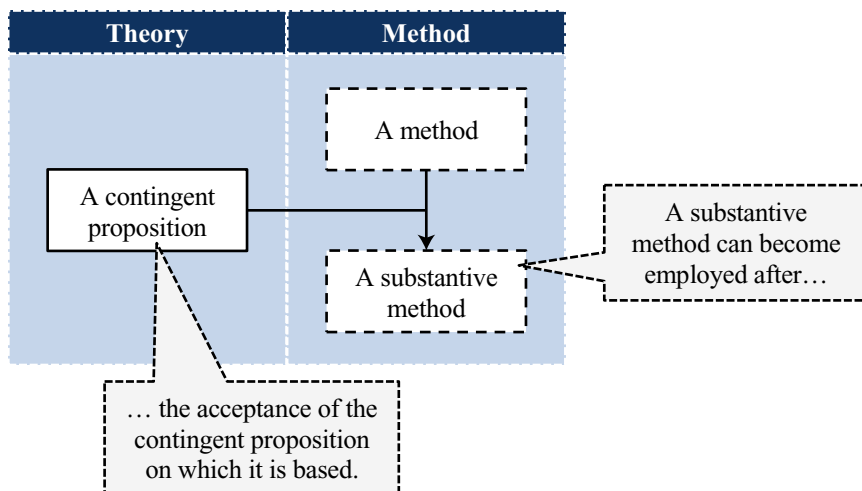 Theory
Method
A method
A contingent
proposition
A substantive
method
A substantive
method can become
employed after…
… the acceptance of the
contingent proposition
on which it is based.